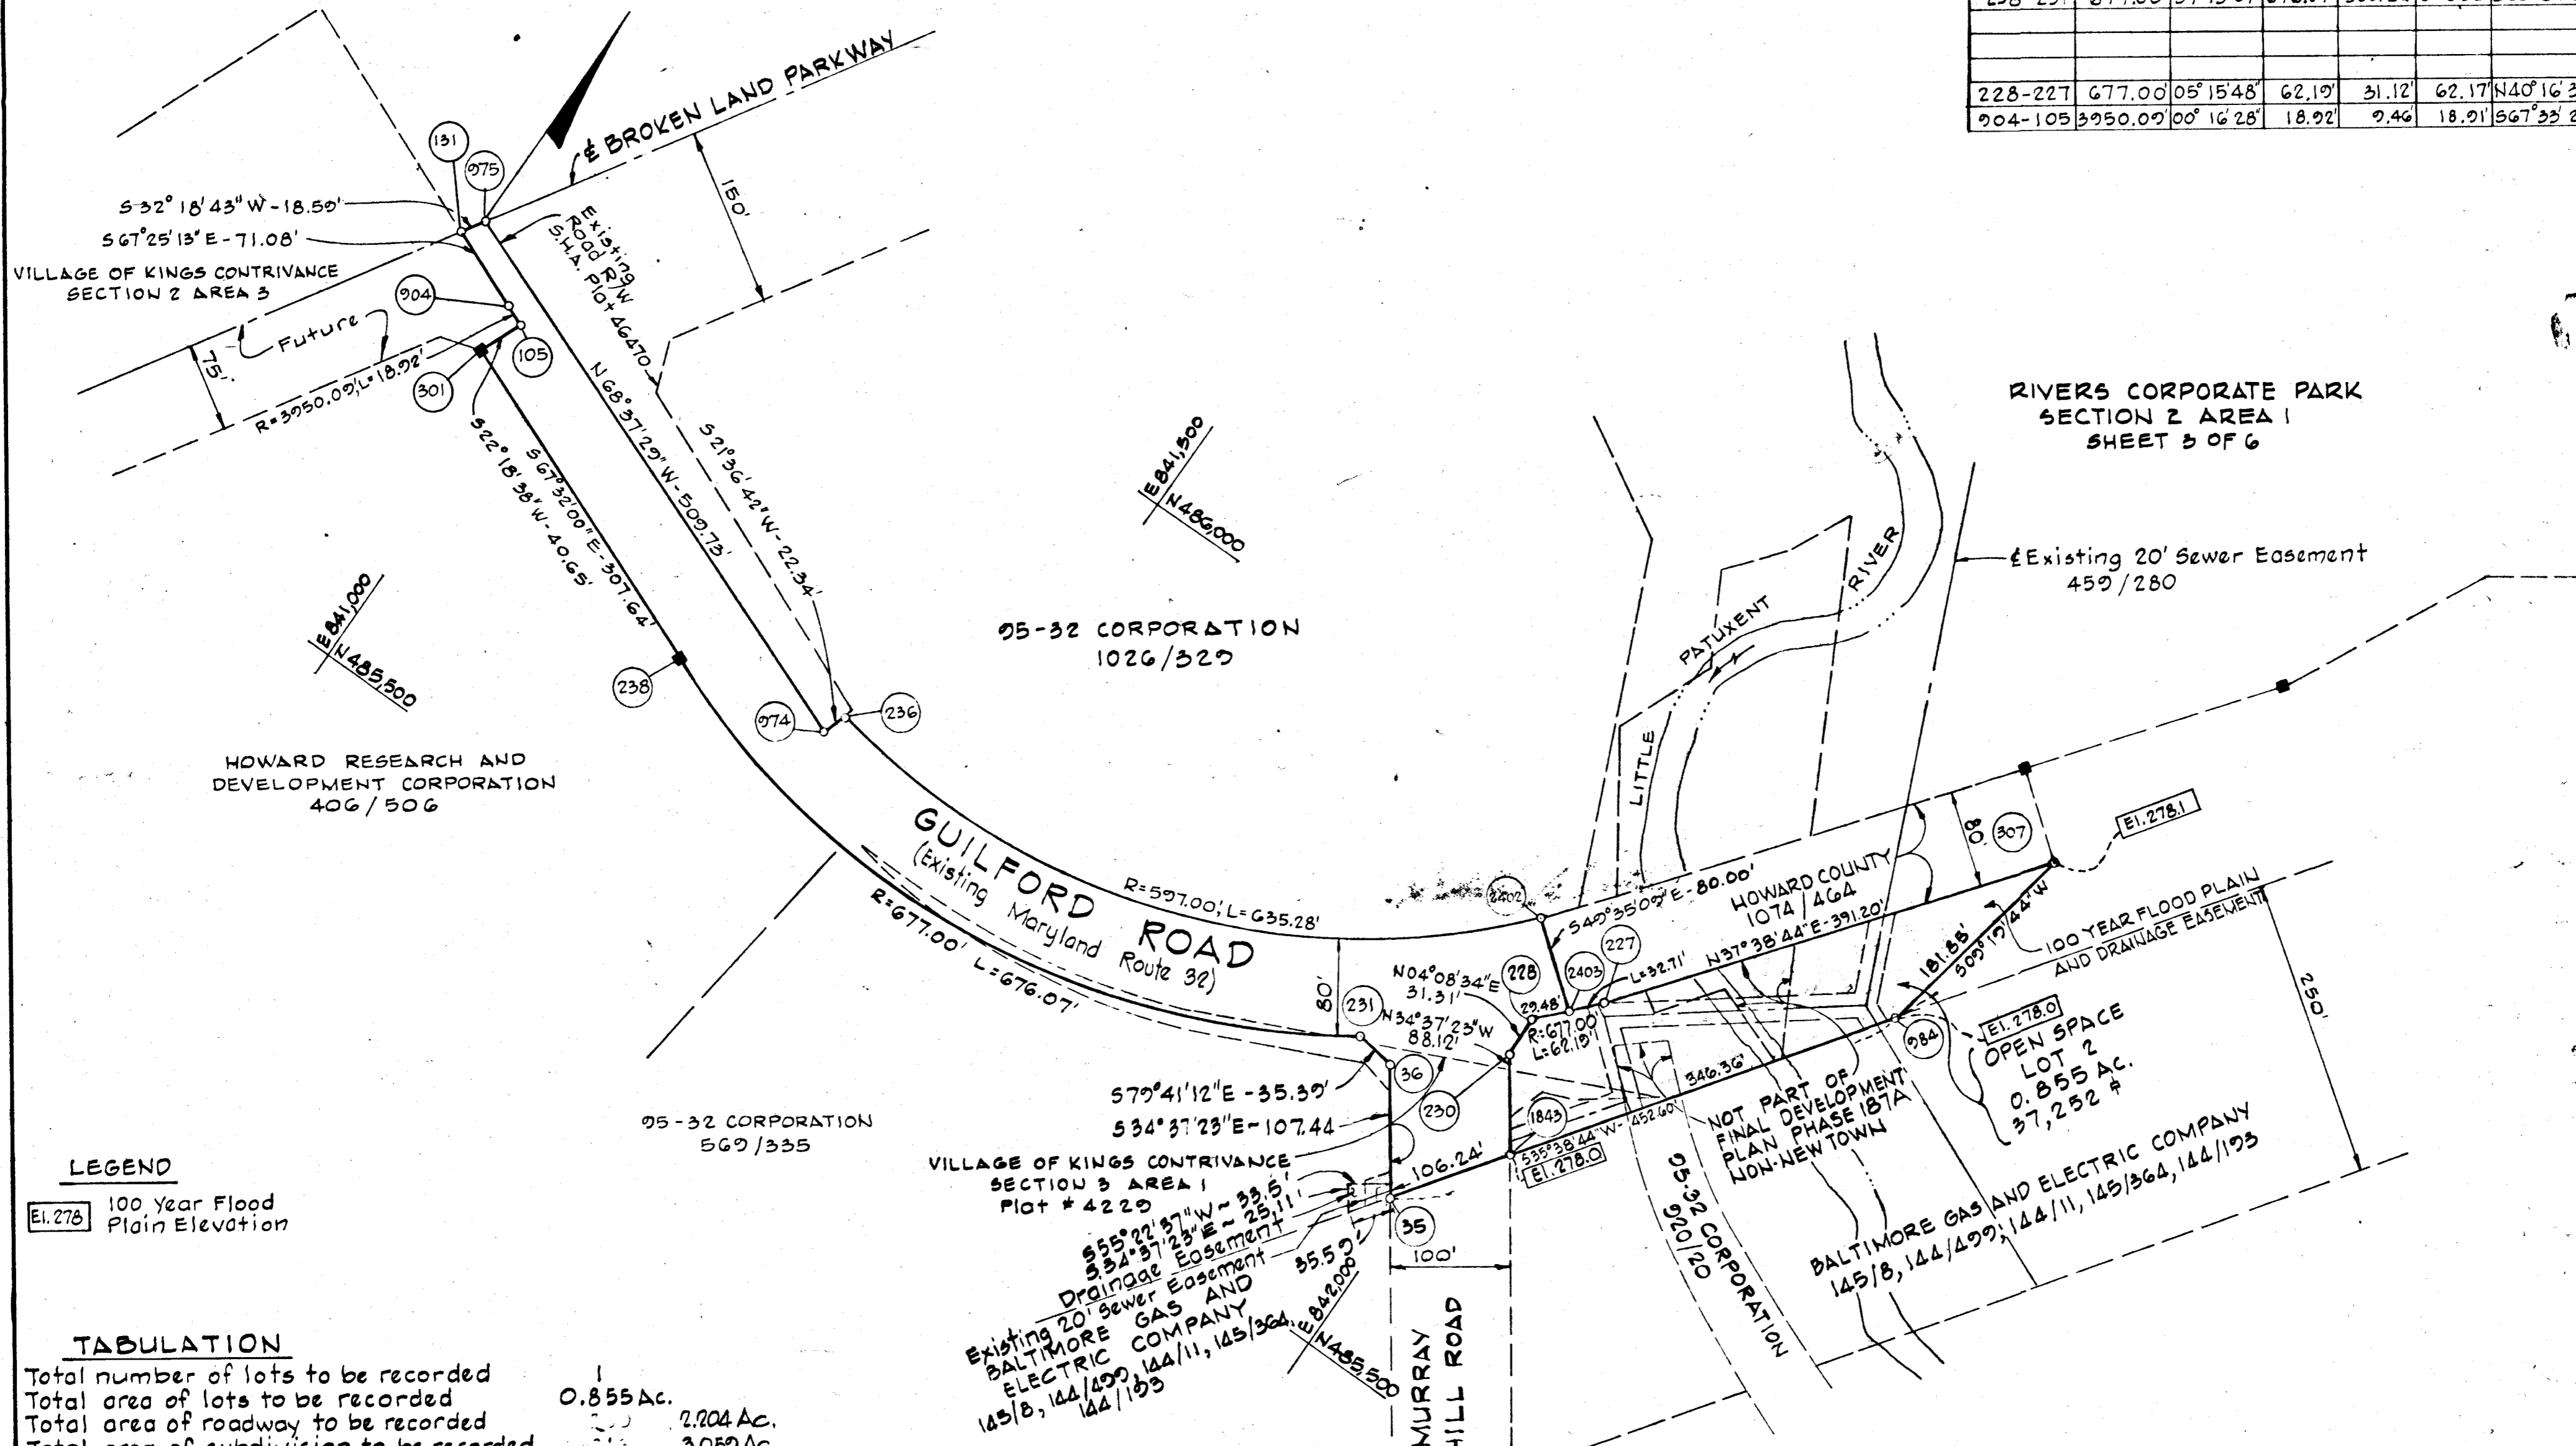 228-227 677.00' 05° 15' 48" 62.19' 31.12' 62.17' N40° 16' 3
904-105 3950.09' 00° 16' 28" 18.92' 9.46' 18.91' S67° 33' 2
℄ BROKEN LAND PARKWAY
131
975
150'
S 32° 18' 43" W - 18.59'
S 67° 25' 13" E - 71.08'
VILLAGE OF KINGS CONTRIVANCE
SECTION 2 AREA 3
Existing
Road R/W
S.H.A. Plat 46470
904
Future
75'
105
301
R=3950.09', L=18.92'
N 68° 37' 29" W - 509.73'
S 21° 36' 42" W - 22.34'
S 67° 32' 00" E - 307.64'
S 22° 18' 38" W - 40.65'
E 841,500
N 486,000
RIVERS CORPORATE PARK
SECTION 2 AREA 1
SHEET 3 OF 6
℄ Existing 20' Sewer Easement
459/280
E 841,000
N 485,500
95-32 CORPORATION
1026/329
LITTLE
PATUXENT
RIVER
238
974
236
HOWARD RESEARCH AND
DEVELOPMENT CORPORATION
406/506
GUILFORD ROAD
(Existing Maryland Route 32)
R=597.00', L=635.28'
R=677.00' L=676.07'
80'
2402
S 49° 35' 09" E - 80.00'
HOWARD COUNTY
1074/464
80'
307
El. 278.1
227
N 37° 38' 44" E - 391.20'
L=32.71'
2403
228
N 04° 08' 34" E
31.31'
29.48'
R=677.00'
L=62.19'
231
N 34° 37' 23" W
88.12'
181.88'
S 09° 19' 44" W
100 YEAR FLOOD PLAIN
AND DRAINAGE EASEMENT
250'
984
El. 278.0
OPEN SPACE
LOT 2
0.855 AC.
37,252 ⏍
36
S 79° 41' 12" E - 35.39'
S 34° 37' 23" E ~ 107.44
230
1843
346.36'
S 35° 38' 44" W - 452.60'
El. 278.0
NOT PART OF
FINAL DEVELOPMENT
PLAN PHASE 187A
NON-NEW TOWN
95-32 CORPORATION
569/335
VILLAGE OF KINGS CONTRIVANCE
SECTION 3 AREA 1
Plat # 4229
106.24'
35
100'
S 55° 22' 37" W ~ 33.5'
S 34° 37' 23" E ~ 25.11'
Drainage Easement
Existing 20' Sewer Easement
35.59'
BALTIMORE GAS AND
ELECTRIC COMPANY
145/8, 144/499, 144/11, 145/364,
144/193
E 842,000
N 485,500
MURRAY
HILL ROAD
95-32 CORPORATION
920/20
BALTIMORE GAS AND ELECTRIC COMPANY
145/8, 144/499, 144/11, 145/364, 144/193
LEGEND
El. 278 100 Year Flood
Plain Elevation
TABULATION
Total number of lots to be recorded 1
Total area of lots to be recorded 0.855 Ac.
Total area of roadway to be recorded 2.204 Ac.
Total area of subdivision to be recorded 3.059 Ac.